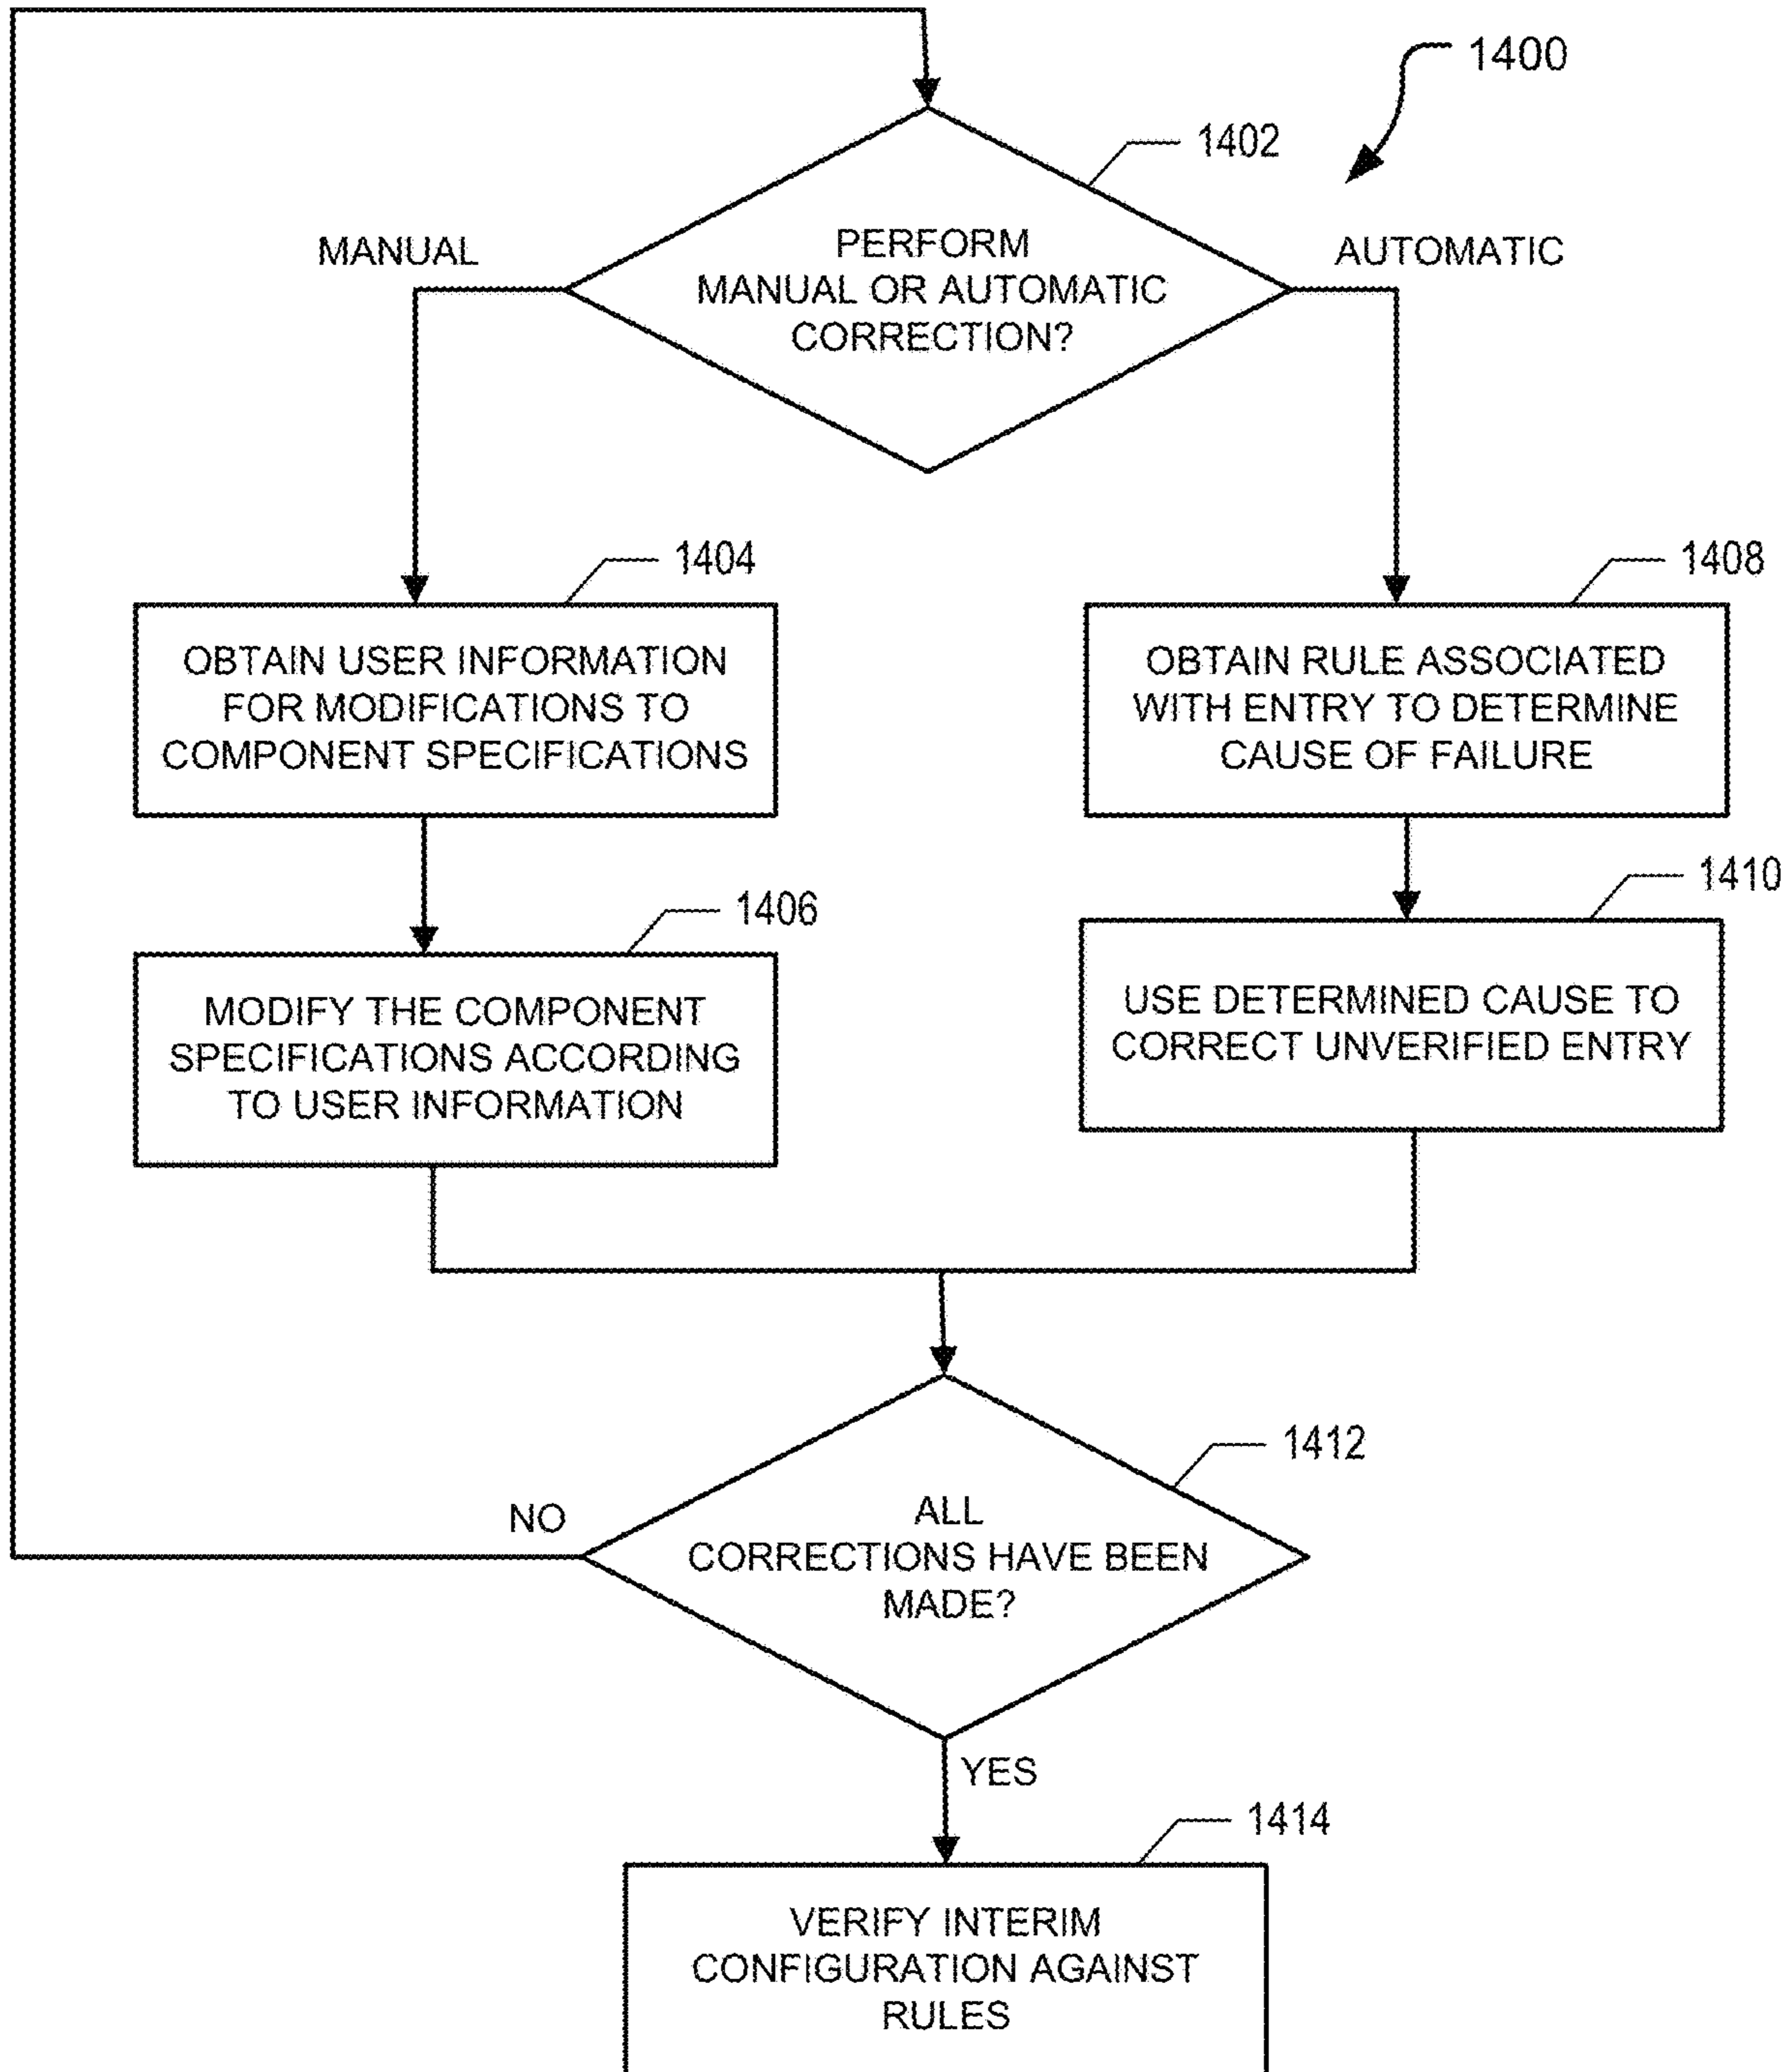 1400
1402
MANUAL
PERFORM
MANUAL OR AUTOMATIC
CORRECTION?
AUTOMATIC
1404
OBTAIN USER INFORMATION
FOR MODIFICATIONS TO
COMPONENT SPECIFICATIONS
1408
OBTAIN RULE ASSOCIATED
WITH ENTRY TO DETERMINE
CAUSE OF FAILURE
1406
MODIFY THE COMPONENT
SPECIFICATIONS ACCORDING
TO USER INFORMATION
1410
USE DETERMINED CAUSE TO
CORRECT UNVERIFIED ENTRY
1412
NO
ALL
CORRECTIONS HAVE BEEN
MADE?
YES
1414
VERIFY INTERIM
CONFIGURATION AGAINST
RULES